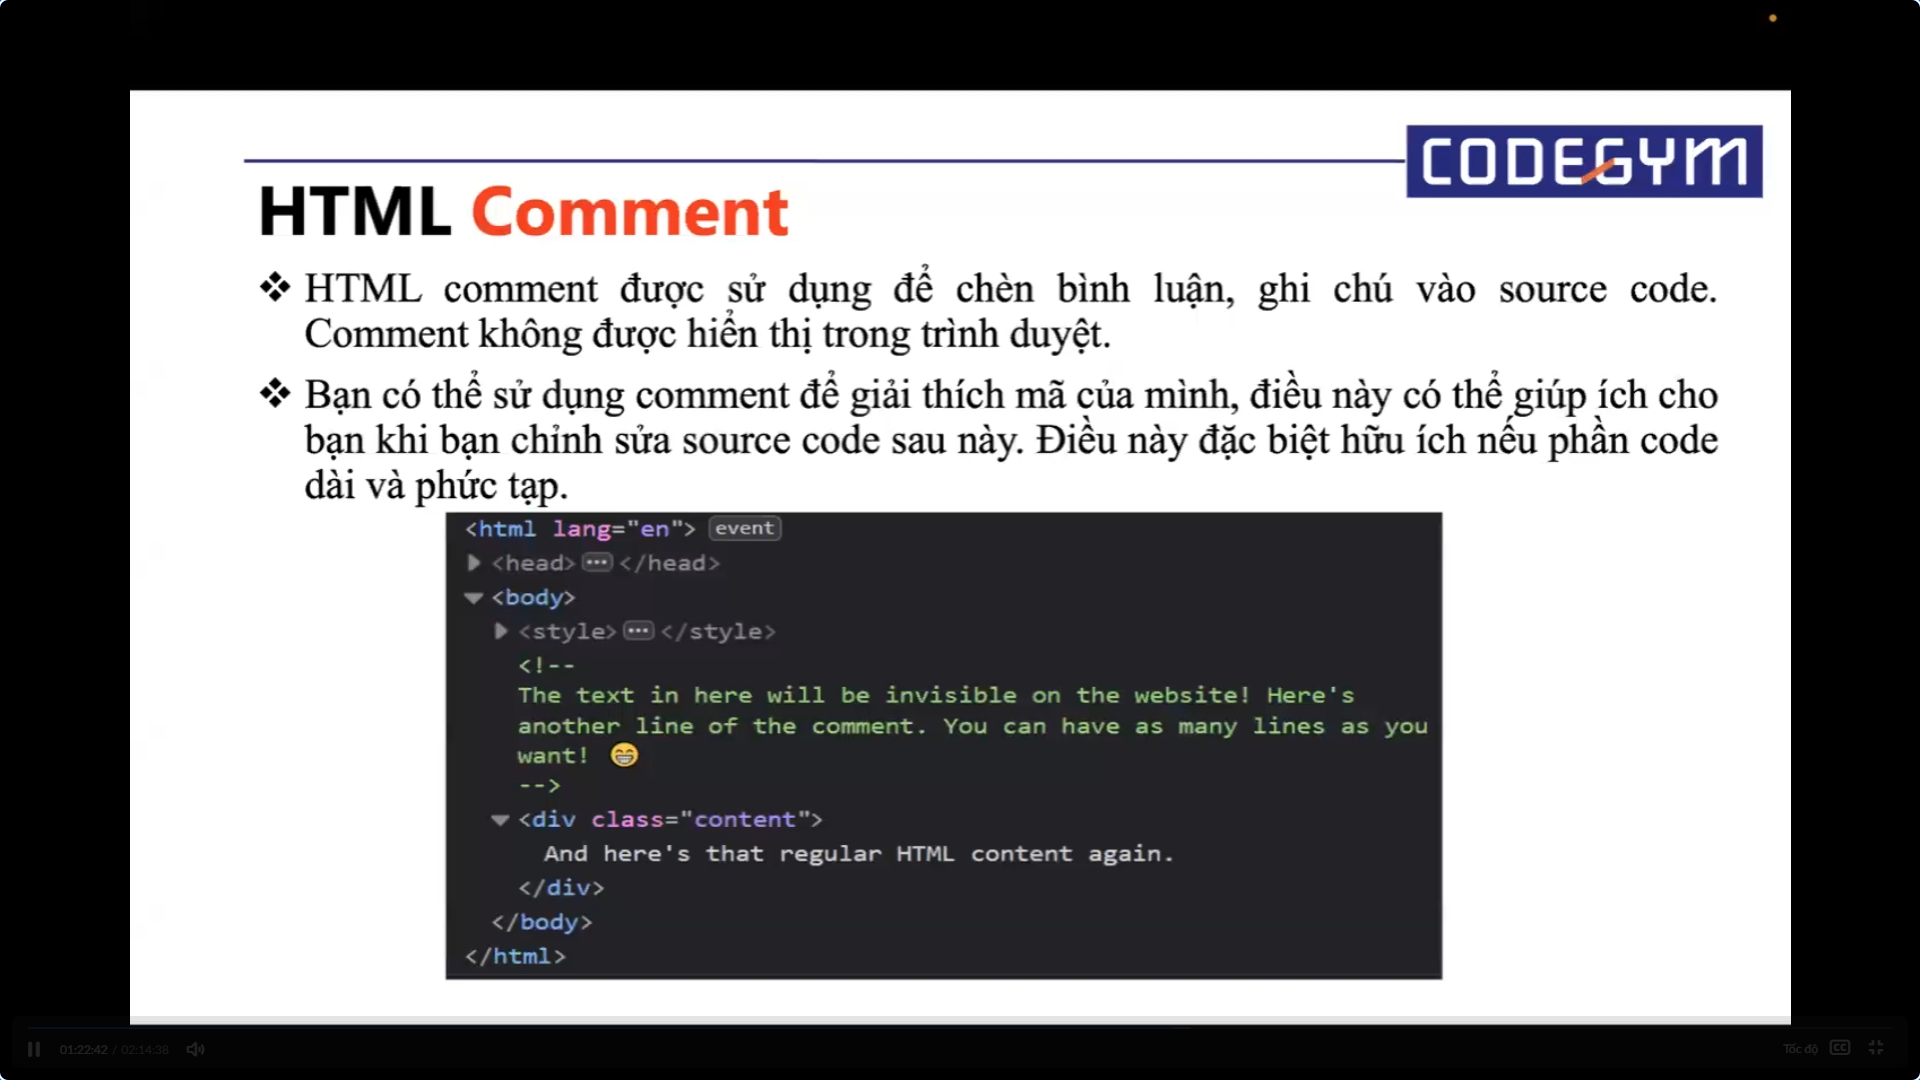 CODEGYM
HTML Comment
❖ HTML comment được sử dụng để chèn bình luận, ghi chú vào source code.
Comment không được hiển thị trong trình duyệt.
❖ Bạn có thể sử dụng comment để giải thích mã của mình, điều này có thể giúp ích cho
bạn khi bạn chỉnh sửa source code sau này. Điều này đặc biệt hữu ích nếu phần code
dài và phức tạp.
<html lang="en"> event
<head> ••• </head>
<body>
<style> ••• </style>
<!--
The text in here will be invisible on the website! Here's
another line of the comment. You can have as many lines as you
want! 😁
-->
<div class="content">
And here's that regular HTML content again.
</div>
</body>
</html>
01:22:42 / 02:14:38
Tốc độ CC